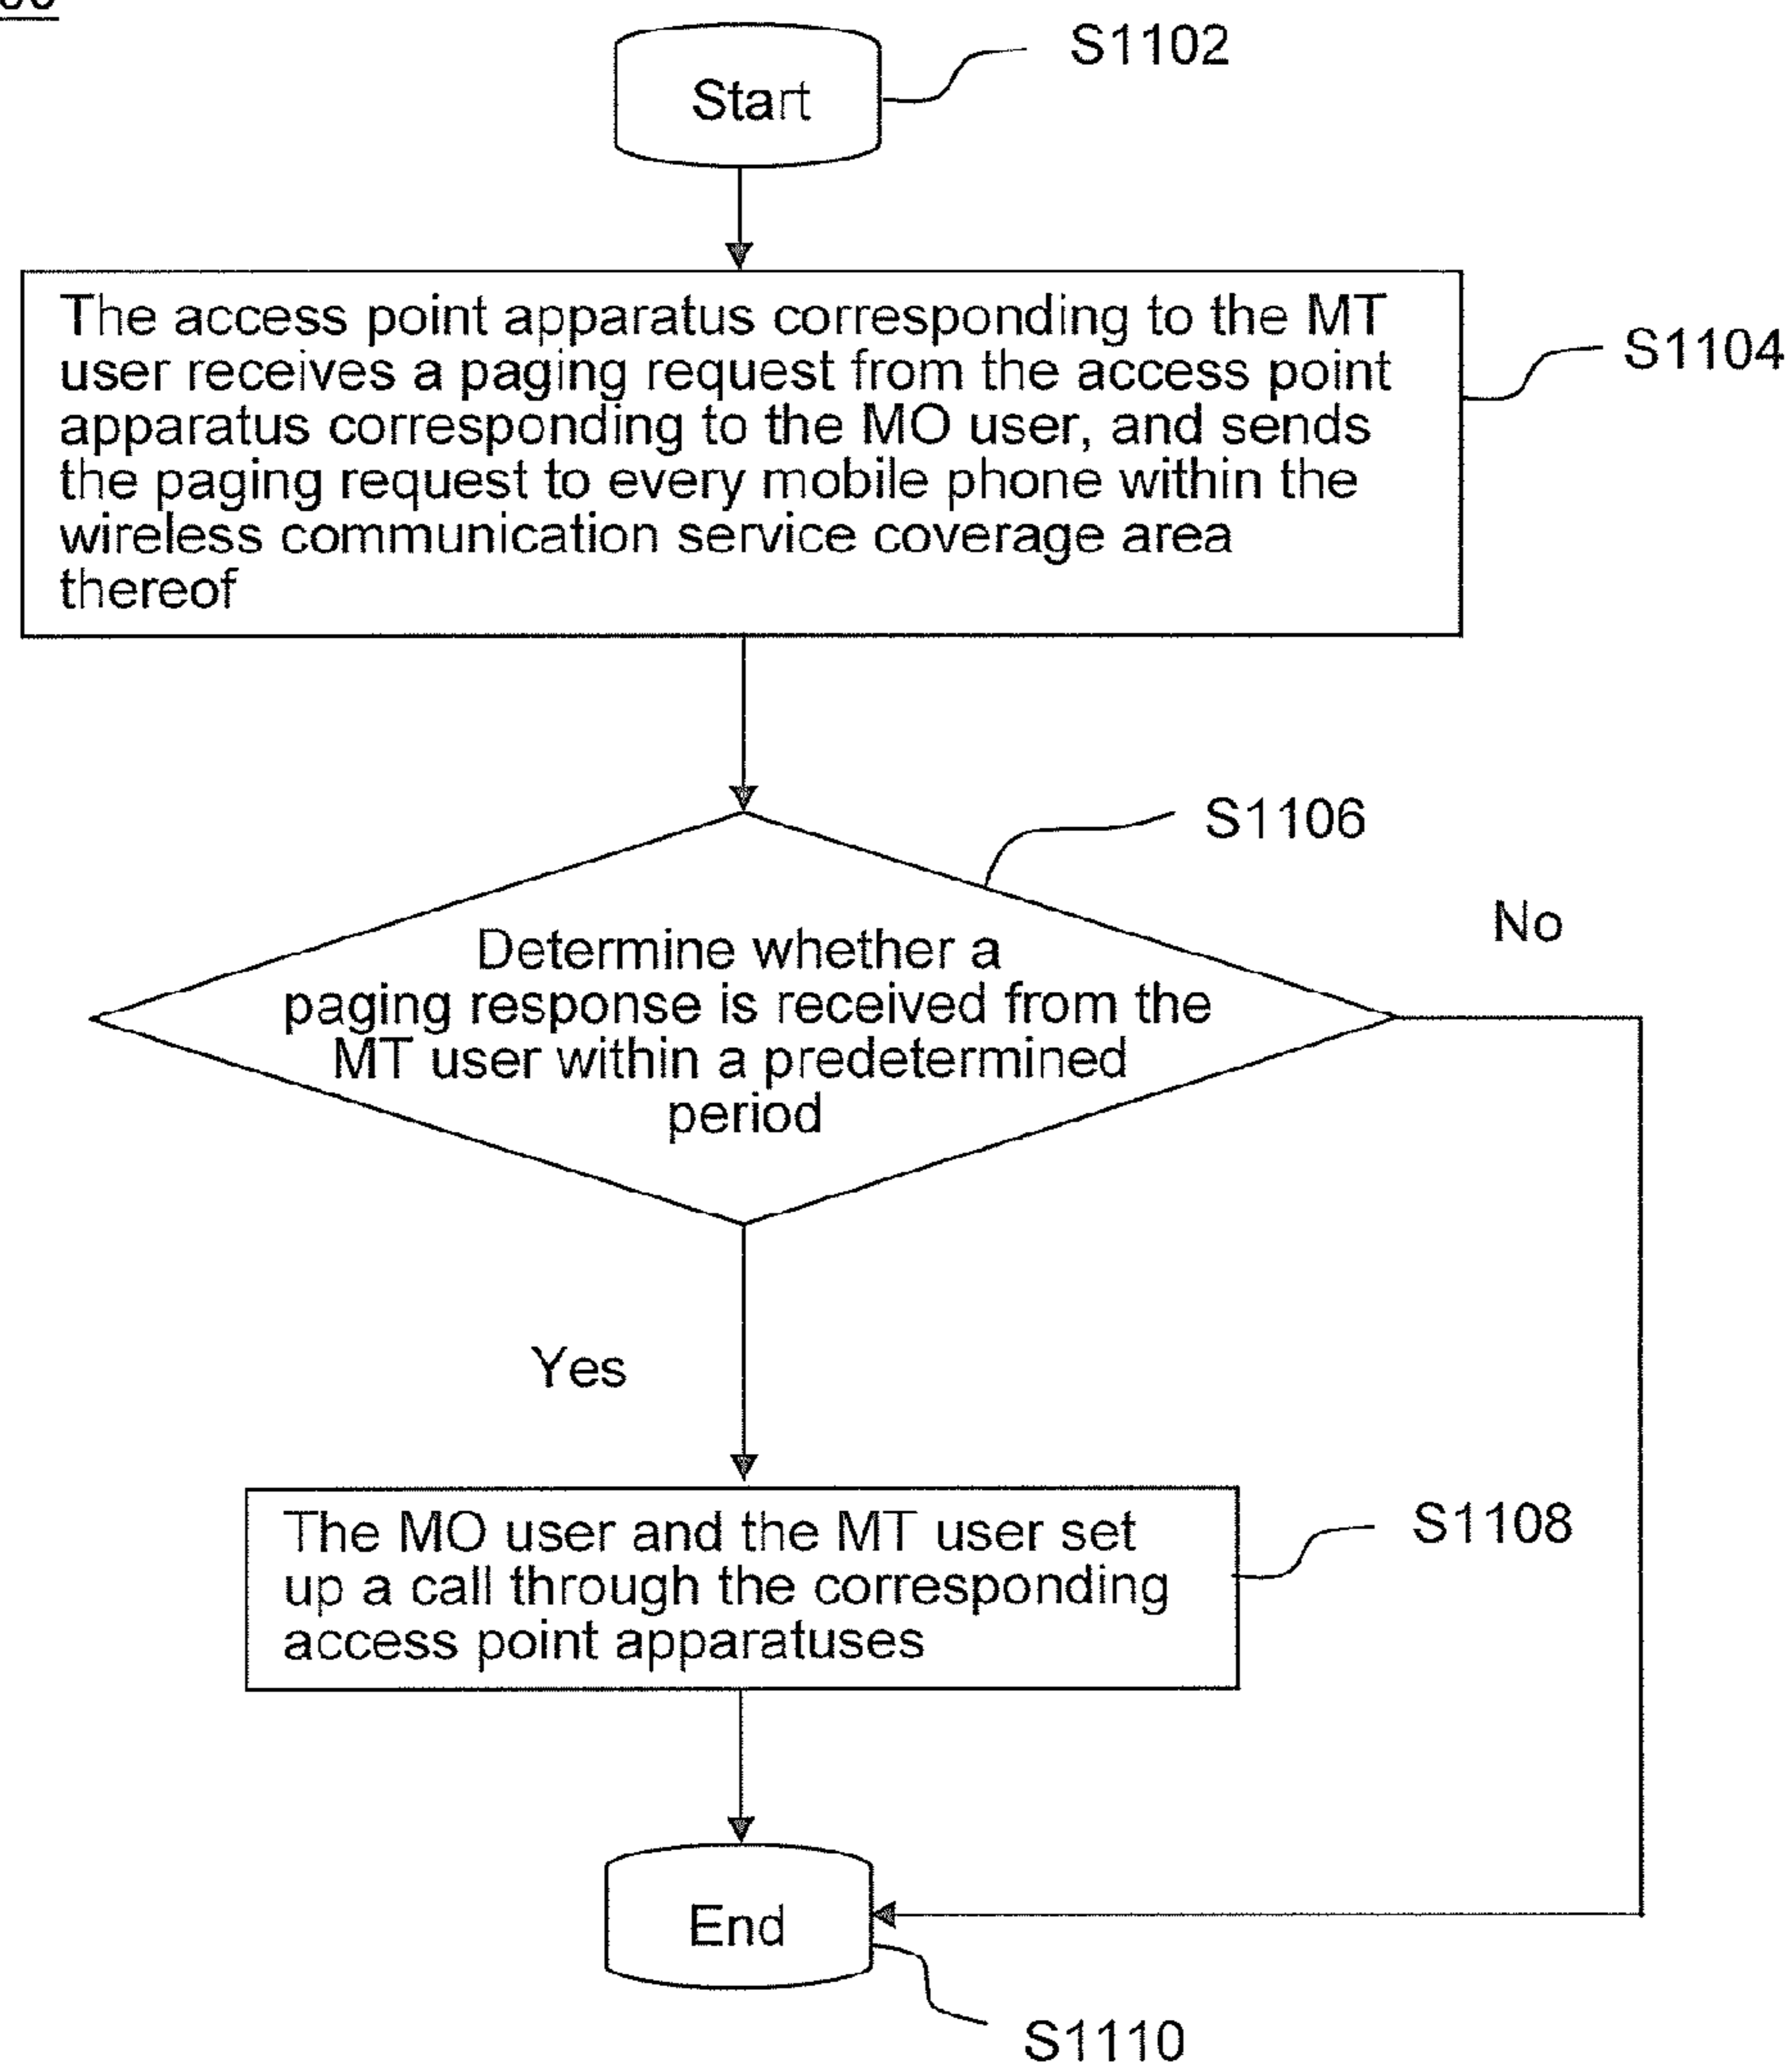 S1102
Start
The access point apparatus corresponding to the MT
user receives a paging request from the access point
apparatus corresponding to the MO user, and sends
the paging request to every mobile phone within the
wireless communication service coverage area
thereof
S1104
S1106
No
Determine whether a
paging response is received from the
MT user within a predetermined
period
Yes
The MO user and the MT user set
up a call through the corresponding
access point apparatuses
S1108
End
S1110